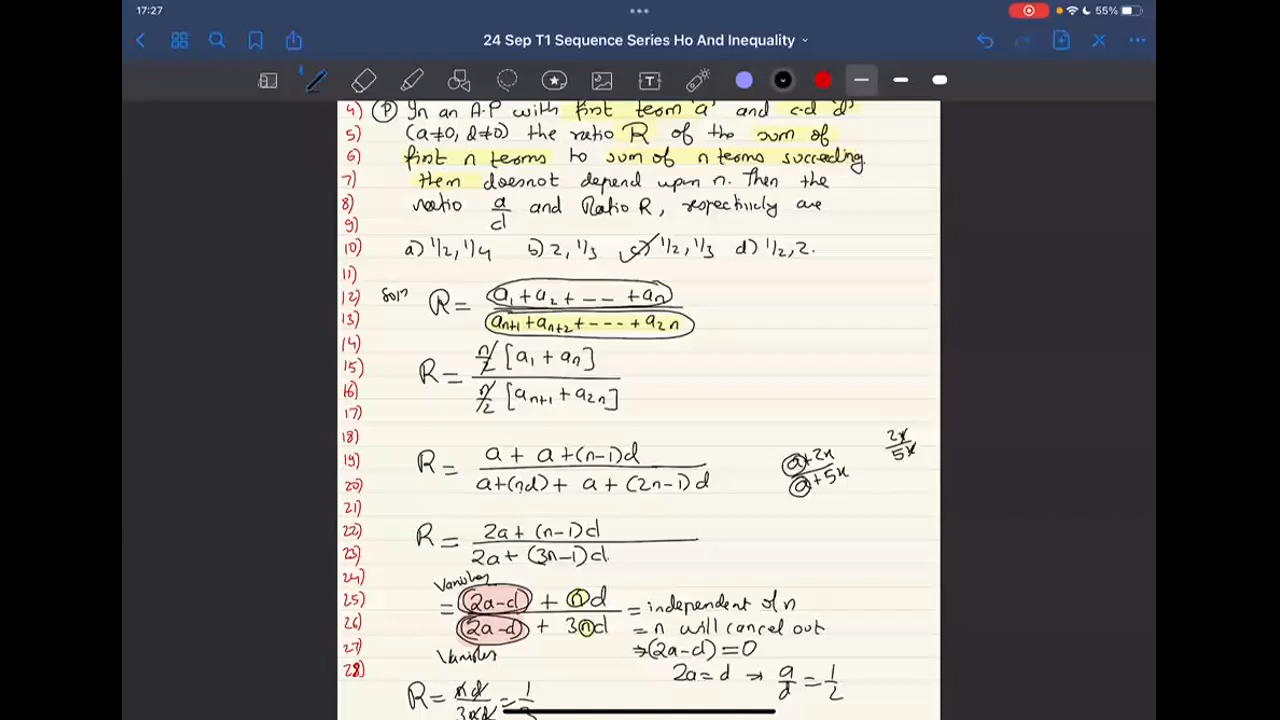 17:27
55%
24 Sep T1 Sequence Series Ho And Inequality
4) (P) In an A.P with first term 'a' and c.d 'd'
5) (a≠0, d≠0) the ratio R of the sum of
6) first n terms to sum of n terms succeeding
7) them doesnot depend upon n. Then the
8) ratio a/d and Ratio R, respectively are
9)
10) a) 1/2, 1/4 b) 2, 1/3 c) 1/2, 1/3 d) 1/2, 2.
11)
12) soln R = (a₁ + a₂ + ---- + aₙ)
13) / (aₙ₊₁ + aₙ₊₂ + ---- + a₂ₙ)
14)
15) R = n/2 [a₁ + aₙ]
16) / n/2 [aₙ₊₁ + a₂ₙ]
17)
18)
19) R = a + a + (n-1)d
20) / a + (nd) + a + (2n-1)d
a + 2x / a + 5x
2x / 5x
21)
22) R = 2a + (n-1)d
23) / 2a + (3n-1)d
24) Vanishes
25) = (2a-d) + nd = independent of n
26) / (2a-d) + 3nd = n will cancel out
27) Vanishes ⇒ (2a-d) = 0
28) 2a = d → a/d = 1/2
R = nd / 3nd = 1